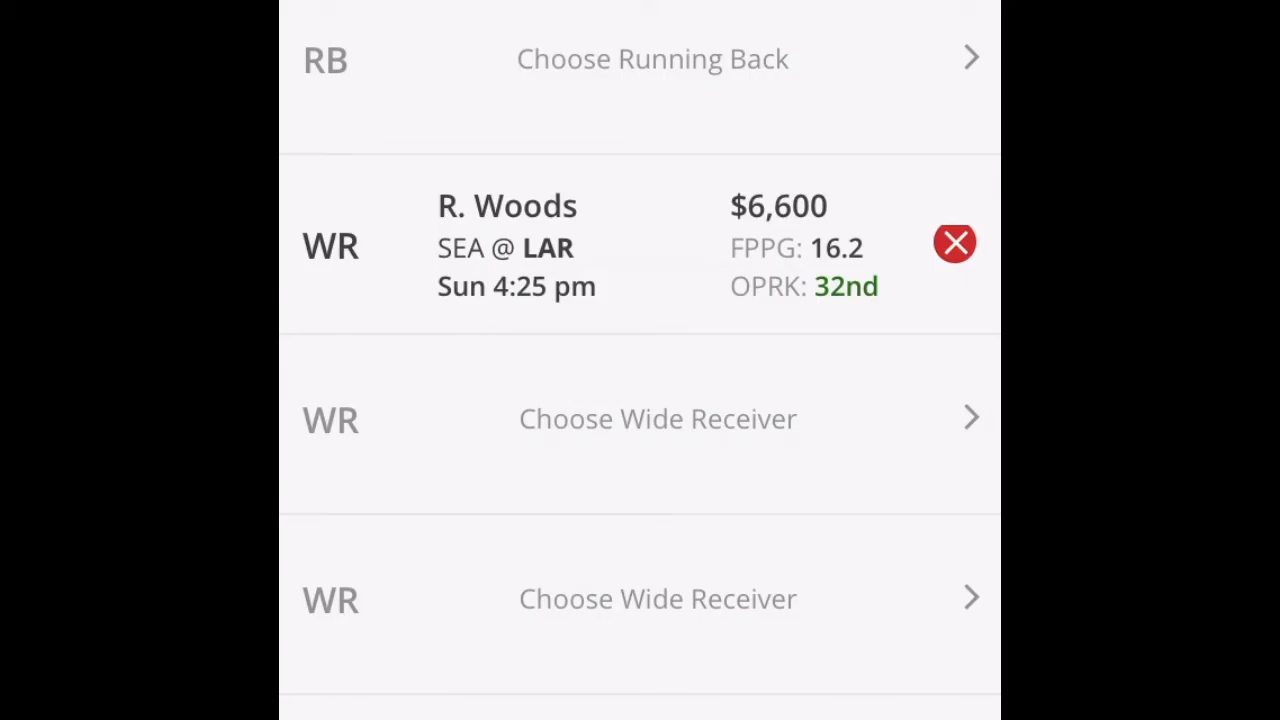 RB Choose Running Back
R. Woods $6,600
WR SEA @ LAR FPPG: 16.2
Sun 4:25 pm OPRK: 32nd
WR Choose Wide Receiver
WR Choose Wide Receiver